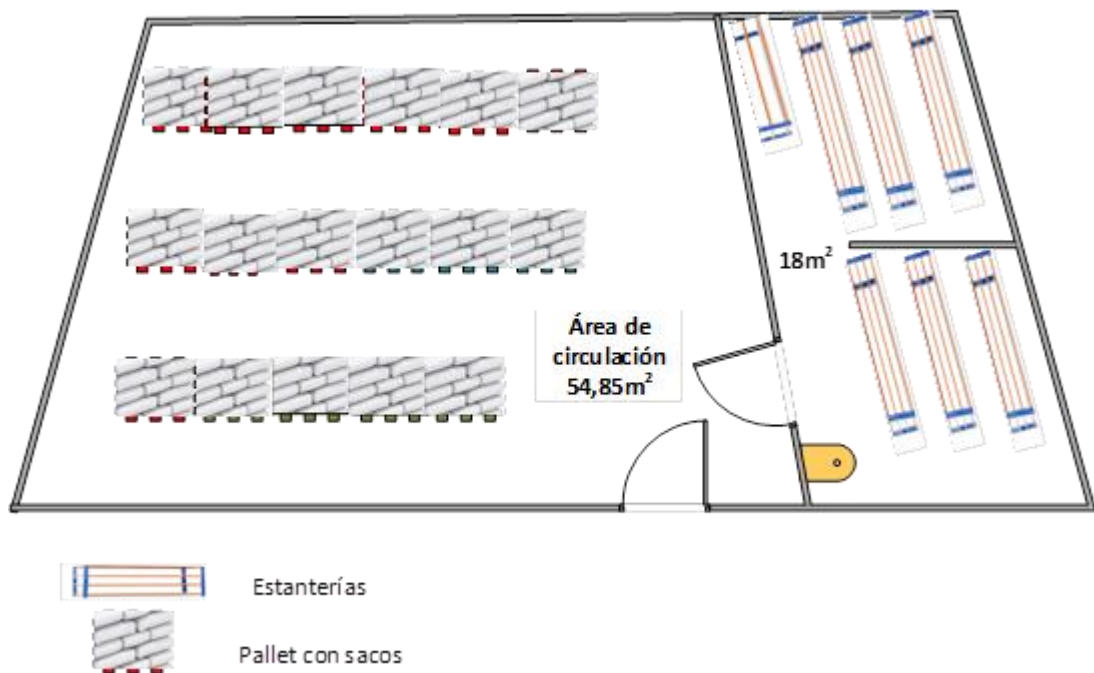 18m²
Área de
circulación
54,85m²
Estanterías
Pallet con sacos